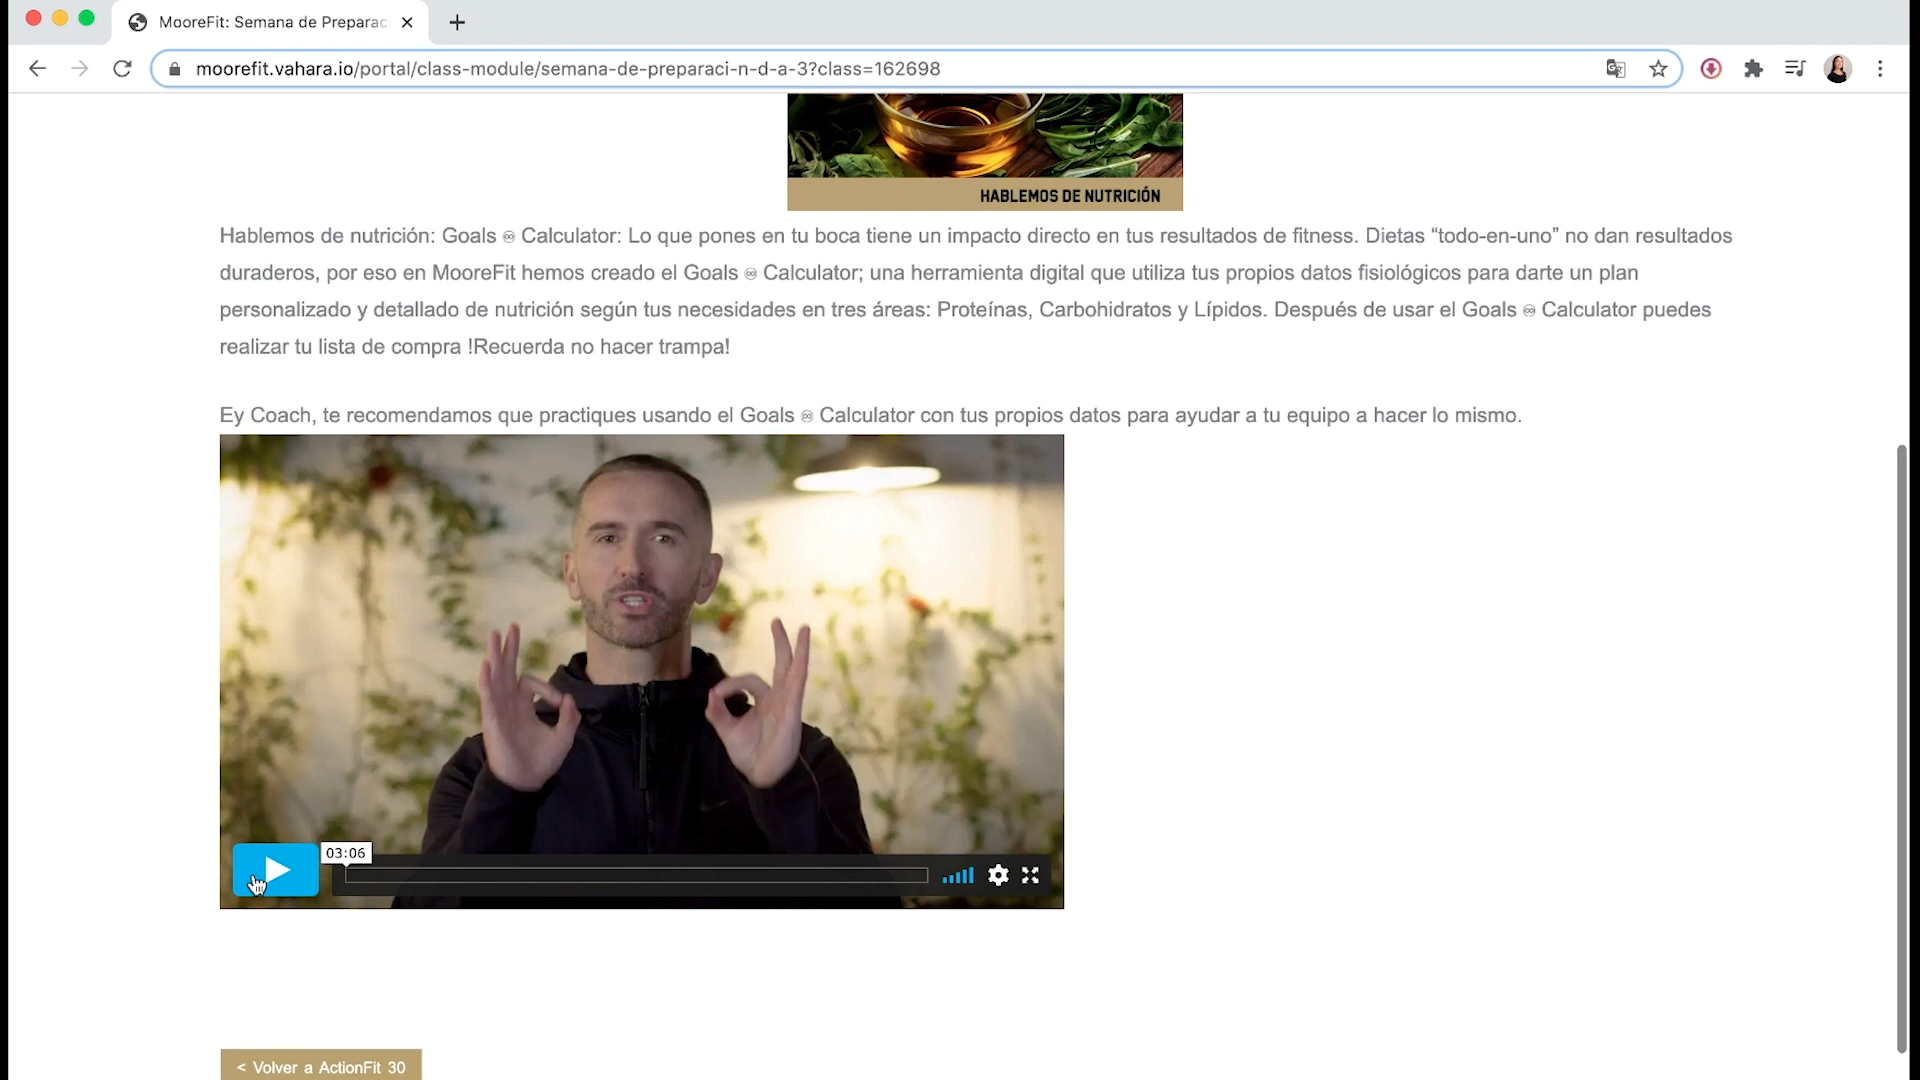 MooreFit: Semana de Preparac
moorefit.vahara.io/portal/class-module/semana-de-preparaci-n-d-a-3?class=162698
HABLEMOS DE NUTRICIÓN
Hablemos de nutrición: Goals ♾ Calculator: Lo que pones en tu boca tiene un impacto directo en tus resultados de fitness. Dietas “todo-en-uno” no dan resultados
duraderos, por eso en MooreFit hemos creado el Goals ♾ Calculator; una herramienta digital que utiliza tus propios datos fisiológicos para darte un plan
personalizado y detallado de nutrición según tus necesidades en tres áreas: Proteínas, Carbohidratos y Lípidos. Después de usar el Goals ♾ Calculator puedes
realizar tu lista de compra !Recuerda no hacer trampa!
Ey Coach, te recomendamos que practiques usando el Goals ♾ Calculator con tus propios datos para ayudar a tu equipo a hacer lo mismo.
03:06
< Volver a ActionFit 30